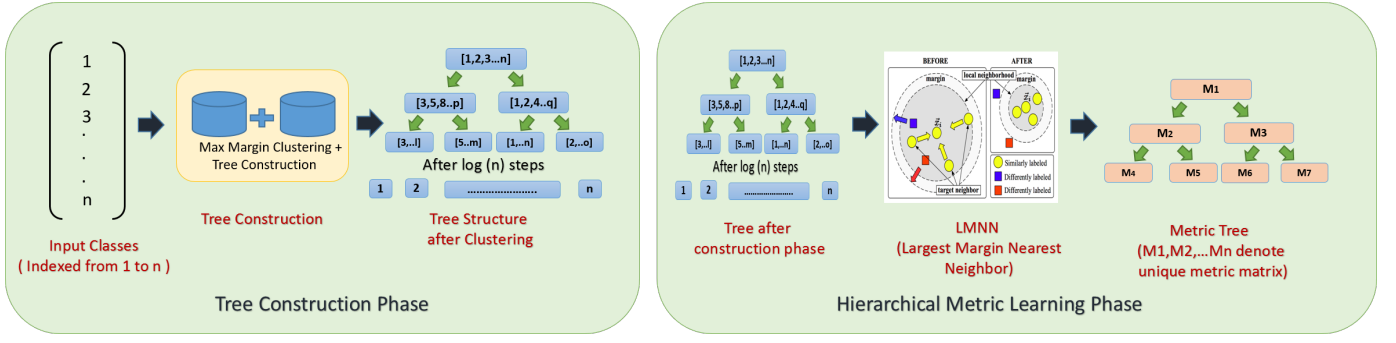 1
2
3
.
.
.
n
Input Classes
( Indexed from 1 to n )
Max Margin Clustering +
Tree Construction
Tree Construction
[1,2,3...n]
[3,5,8..p]
[1,2,4..q]
[3,..l]
[5..m]
[1,..n]
[2,..o]
After log (n) steps
1
2
........................
n
Tree Structure
after Clustering
Tree Construction Phase
[1,2,3...n]
[3,5,8..p]
[1,2,4..q]
[3,..l]
[5..m]
[1,..n]
[2,..o]
After log (n) steps
1
2
........................
n
Tree after
construction phase
BEFORE
AFTER
local neighborhood
margin
margin
target neighbor
Similarly labeled
Differently labeled
Differently labeled
LMNN
(Largest Margin Nearest
Neighbor)
M1
M2
M3
M4
M5
M6
M7
Metric Tree
(M1,M2,...Mn denote
unique metric matrix)
Hierarchical Metric Learning Phase